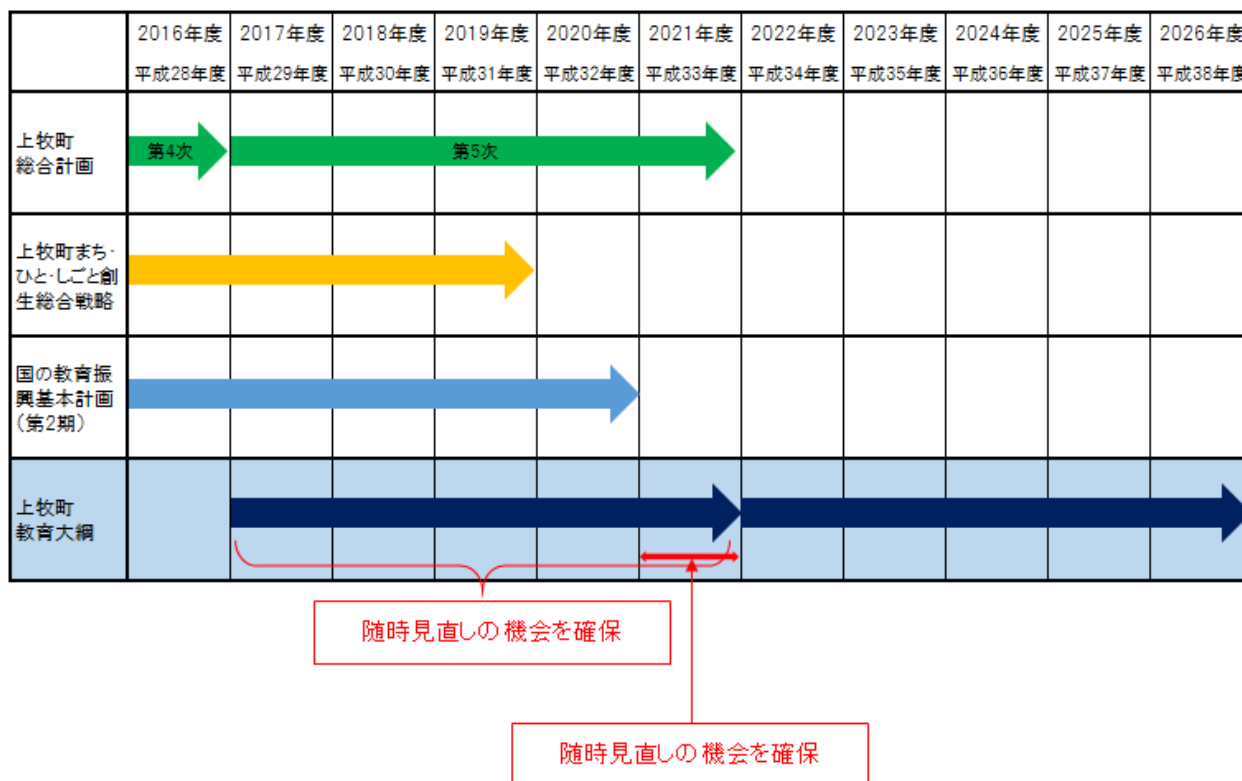 2016年度 2017年度 2018年度 2019年度 2020年度 2021年度 2022年度 2023年度 2024年度 2025年度 2026年度
平成28年度 平成29年度 平成30年度 平成31年度 平成32年度 平成33年度 平成34年度 平成35年度 平成36年度 平成37年度 平成38年度
上牧町
総合計画
第4次
第5次
上牧町まち・
ひと・しごと創
生総合戦略
国の教育振
興基本計画
(第2期)
上牧町
教育大綱
随時見直しの機会を確保
随時見直しの機会を確保